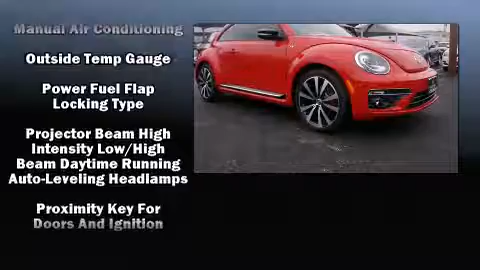 Manual Air Conditioning
Outside Temp Gauge
Power Fuel Flap
Locking Type
Projector Beam High
Intensity Low/High
Beam Daytime Running
Auto-Leveling Headlamps
Proximity Key For
Doors And Ignition